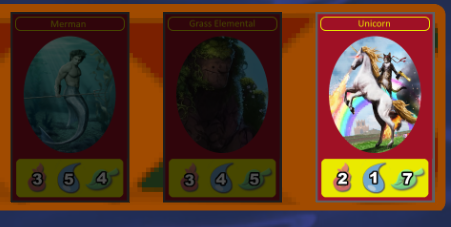 Merman
Grass Elemental
Unicorn
3 5 4
3 4 5
2 1 7